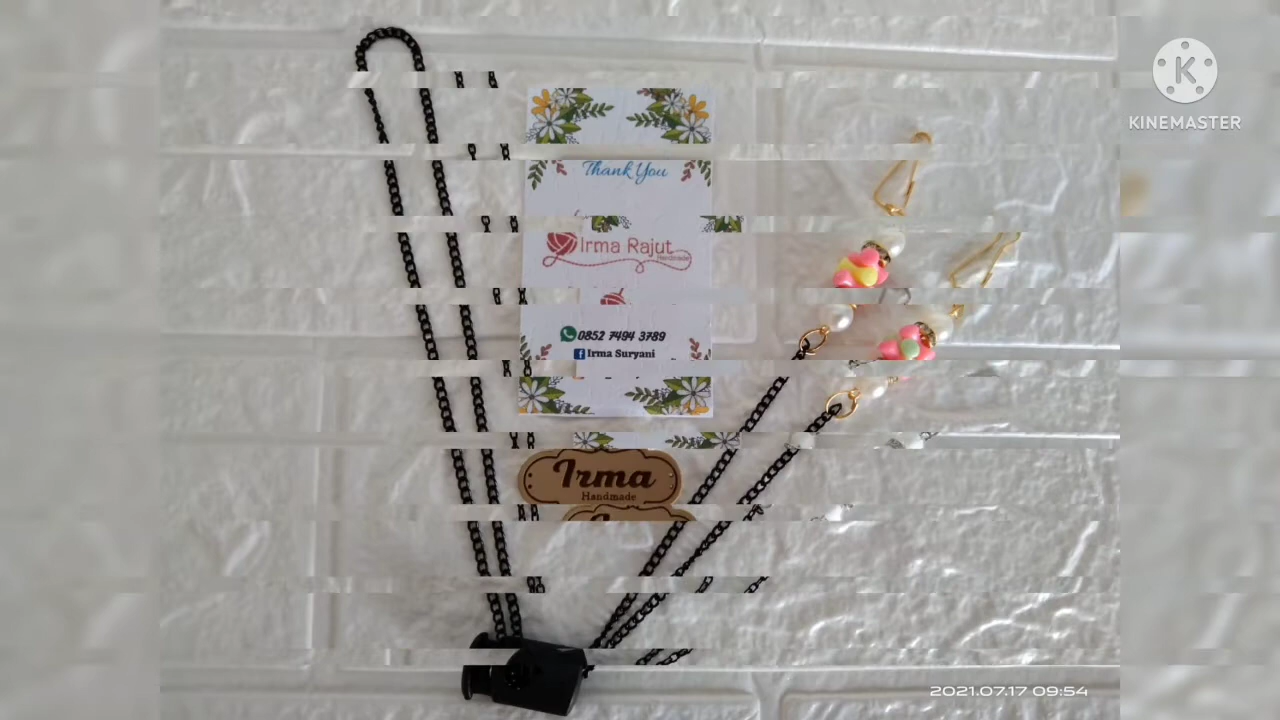 KINEMASTER
Thank You
Irma Rajut
Handmade
0852 7494 3789
Irma Suryani
Irma
Handmade
2021.07.17 09:54